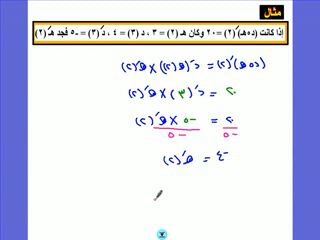 مثال
إذا كانت (د ه هـ)َ(٢) = ٢٠ وكان هـ (٢) = ٣ ، د (٣) = ٤ ، دَ (٣) = -٥ فجد هـَ (٢)
(د ه هـ)َ(٢) = دَ (هـ(٢)) × هـَ(٢)
٢٠ = دَ (٣) × هـَ(٢)
٢٠ = -٥ × هـَ(٢)
-٥ -٥
-٤ = هـَ(٢)